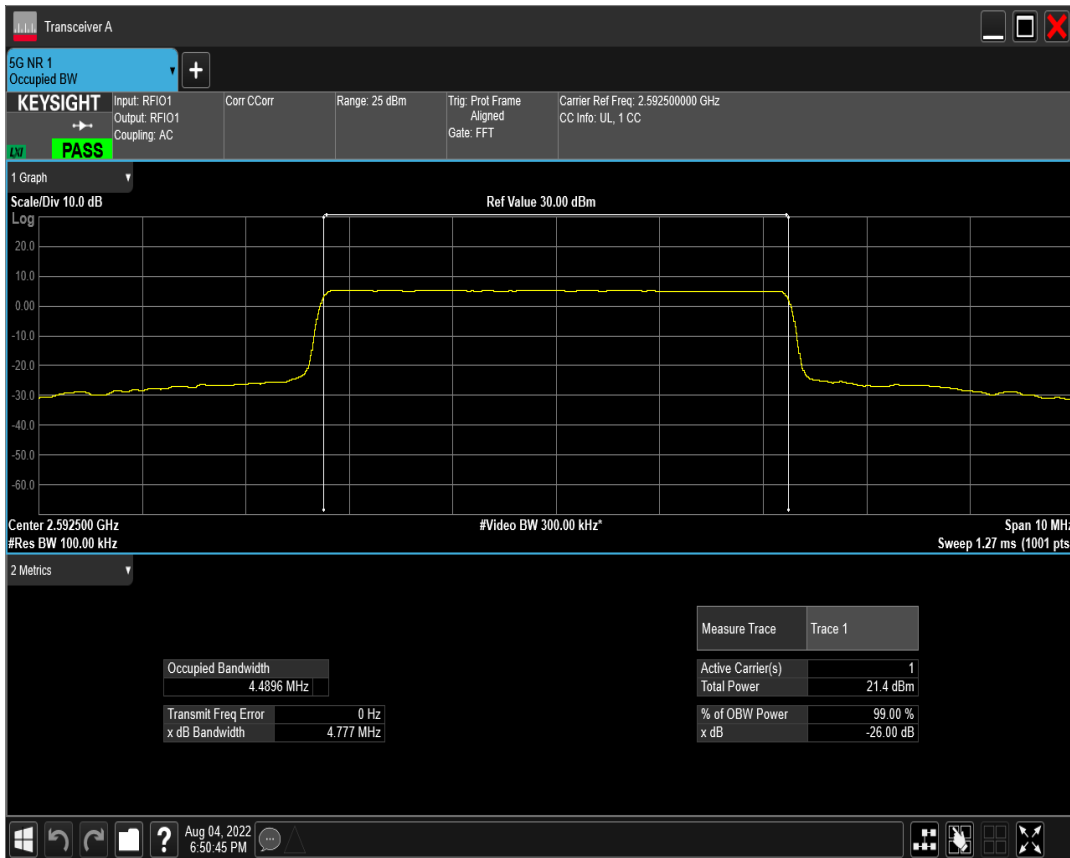 Transceiver A
5G NR 1
Occupied BW
+
KEYSIGHT
Input: RFIO1
Output: RFIO1
Coupling: AC
LXI
PASS
Corr CCorr
Range: 25 dBm
Trig: Prot Frame
Aligned
Gate: FFT
Carrier Ref Freq: 2.592500000 GHz
CC Info: UL, 1 CC
1 Graph
Scale/Div 10.0 dB
Ref Value 30.00 dBm
Log
20.0
10.0
0.00
-10.0
-20.0
-30.0
-40.0
-50.0
-60.0
Center 2.592500 GHz
#Video BW 300.00 kHz*
Span 10 MHz
#Res BW 100.00 kHz
Sweep 1.27 ms (1001 pts
2 Metrics
Measure Trace Trace 1
Occupied Bandwidth
4.4896 MHz
Active Carrier(s) 1
Total Power 21.4 dBm
Transmit Freq Error 0 Hz
x dB Bandwidth 4.777 MHz
% of OBW Power 99.00 %
x dB -26.00 dB
?
Aug 04, 2022
6:50:45 PM